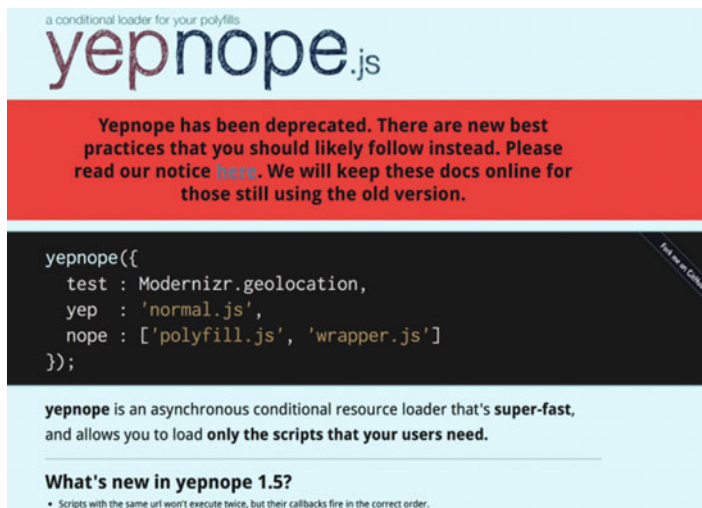 a conditional loader for your polyfills
yepnope.js
Yepnope has been deprecated. There are new best
practices that you should likely follow instead. Please
read our notice here. We will keep these docs online for
those still using the old version.
Fork me on GitHub
yepnope({
  test : Modernizr.geolocation,
  yep  : 'normal.js',
  nope : ['polyfill.js', 'wrapper.js']
});
yepnope is an asynchronous conditional resource loader that's super-fast,
and allows you to load only the scripts that your users need.
What's new in yepnope 1.5?
• Scripts with the same url won't execute twice, but their callbacks fire in the correct order.